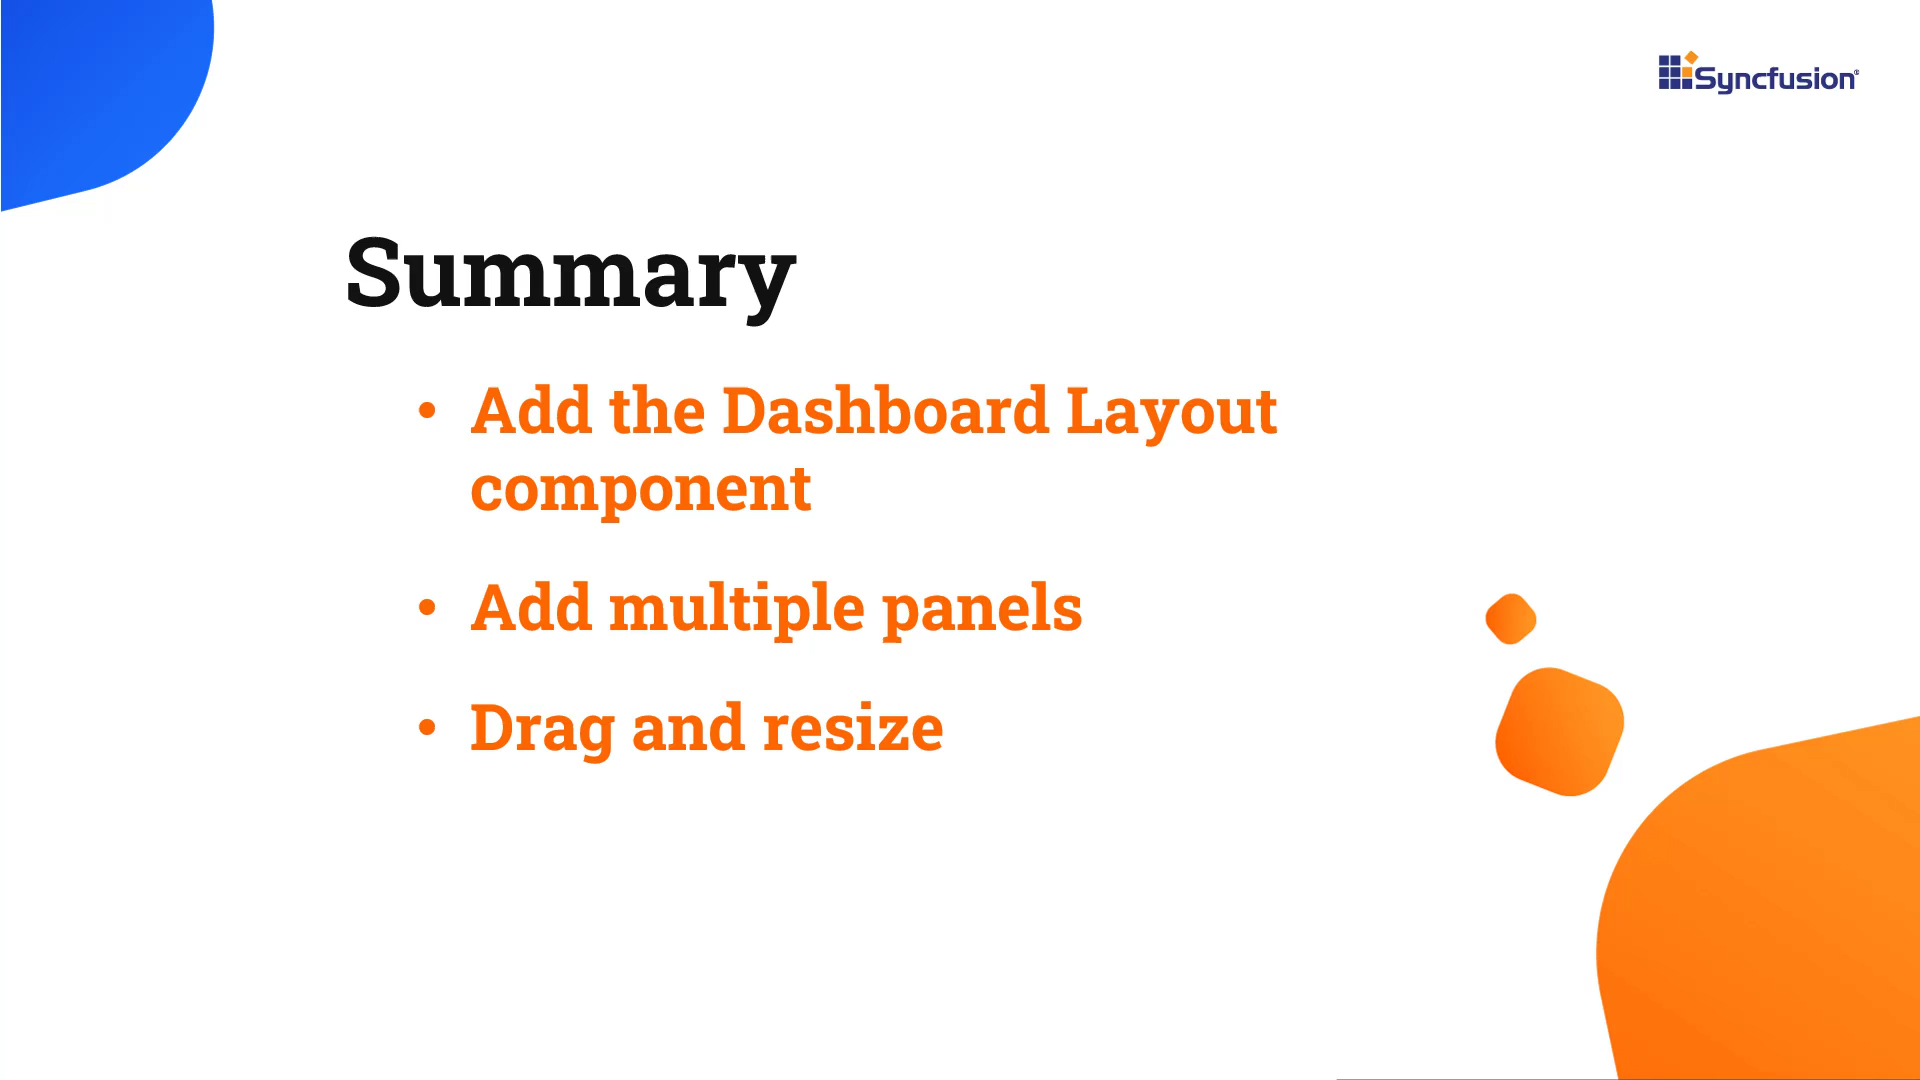 Syncfusion®
Summary
• Add the Dashboard Layout
component
• Add multiple panels
• Drag and resize